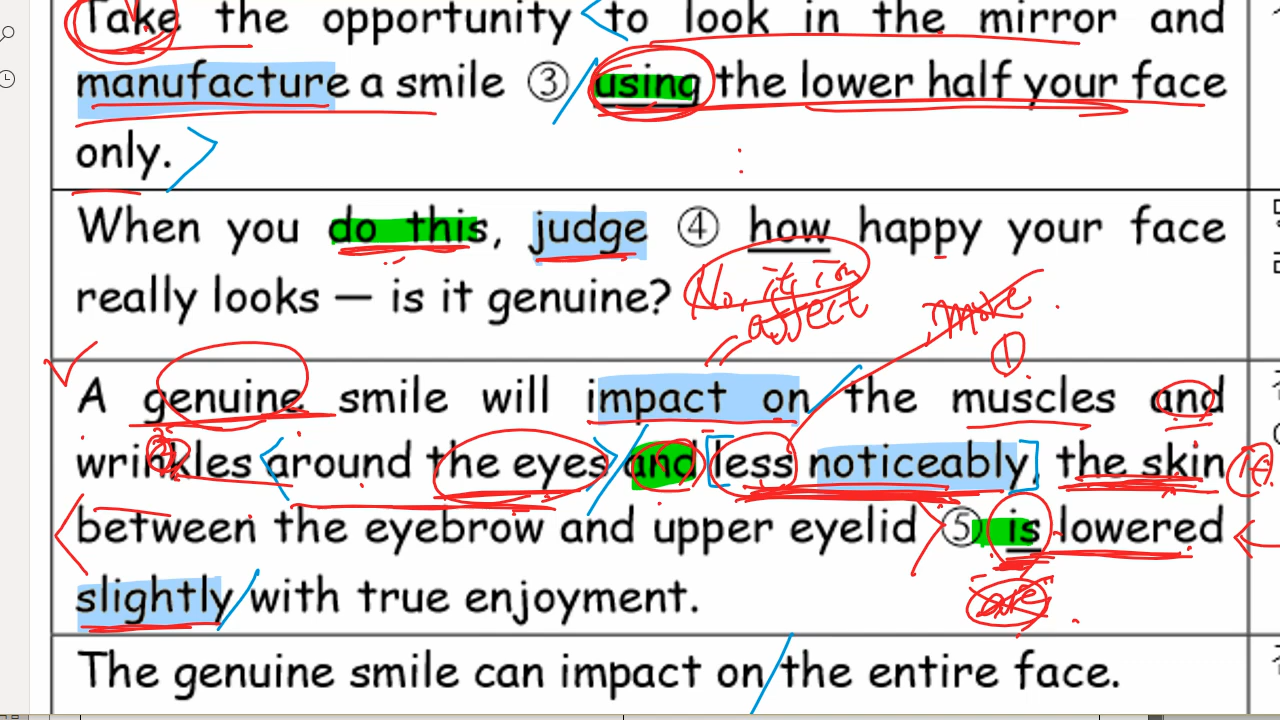 Take the opportunity to look in the mirror and
manufacture a smile ③ using the lower half your face
only.
When you do this, judge ④ how happy your face
really looks — is it genuine?
No, it is
affect
more
①
A genuine smile will impact on the muscles and
wrinkles around the eyes and less noticeably, the skin
between the eyebrow and upper eyelid ⑤ is lowered
are
slightly with true enjoyment.
The genuine smile can impact on the entire face.